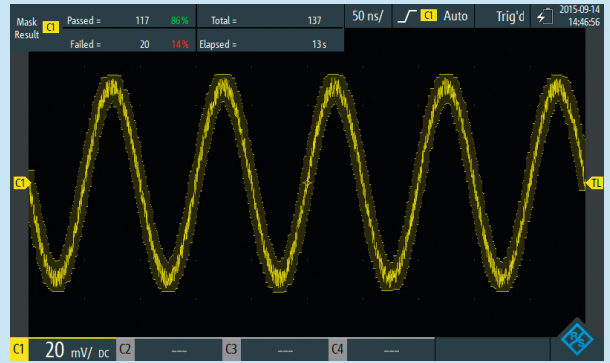 Mask Result C1 Passed = 117 86% Total = 137
Failed = 20 14% Elapsed = 13 s
50 ns/ C1 Auto Trig'd 2015-09-14 14:46:56
C1 TL
R&S
C1 20 mV/ DC C2 --- C3 --- C4 ---